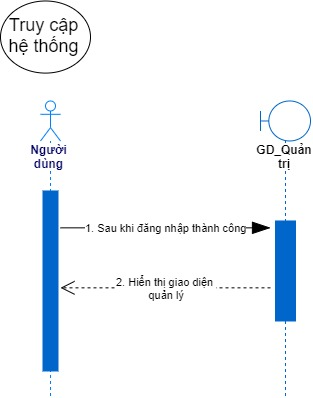 Truy cập
hệ thống
Người
dùng
GD_Quản
trị
1. Sau khi đăng nhập thành công
2. Hiển thị giao diện
quản lý